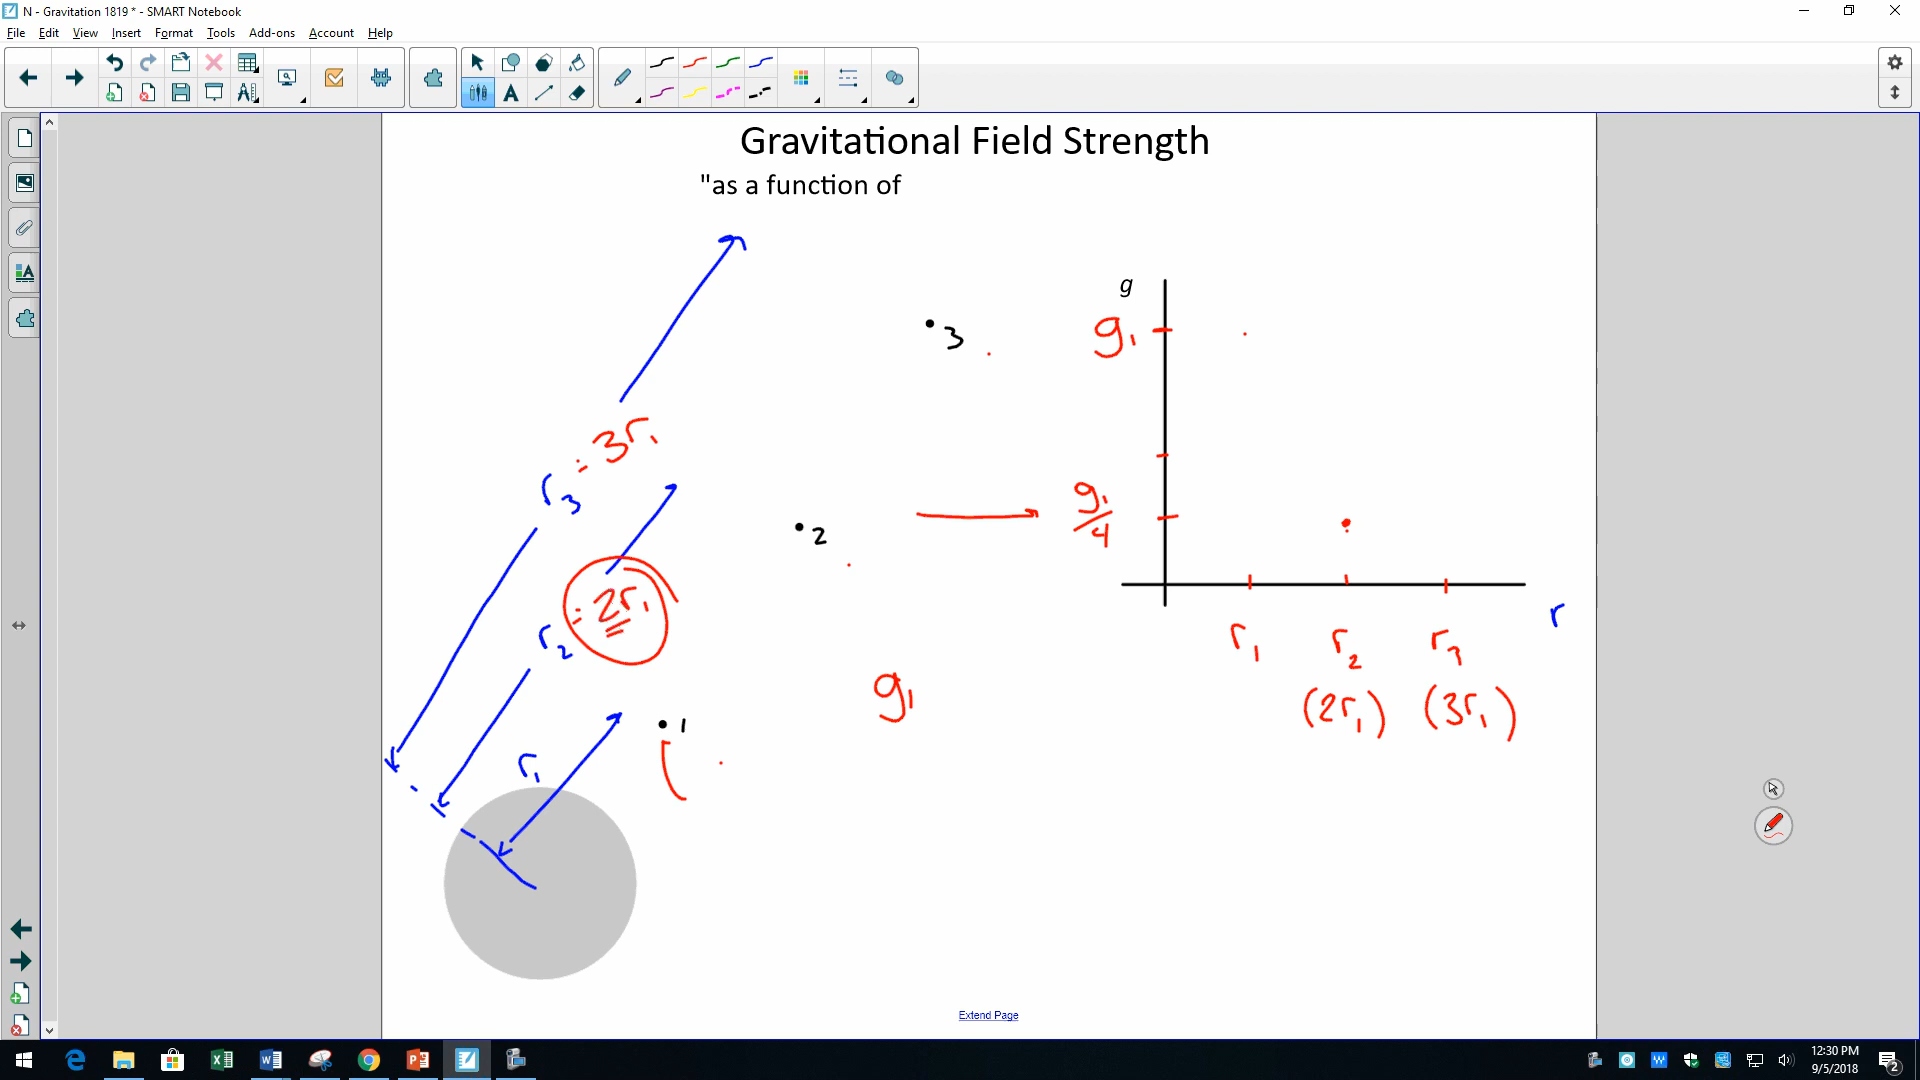 N - Gravitation 1819 * - SMART Notebook
File Edit View Insert Format Tools Add-ons Account Help
Gravitational Field Strength
"as a function of
g
g₁
3
r₃ = 3r₁
g₁/4
2
r₂ = 2r₁
r
r₁ r₂ r₃
(2r₁) (3r₁)
g₁
1
r₁
Extend Page
12:30 PM
9/5/2018
2